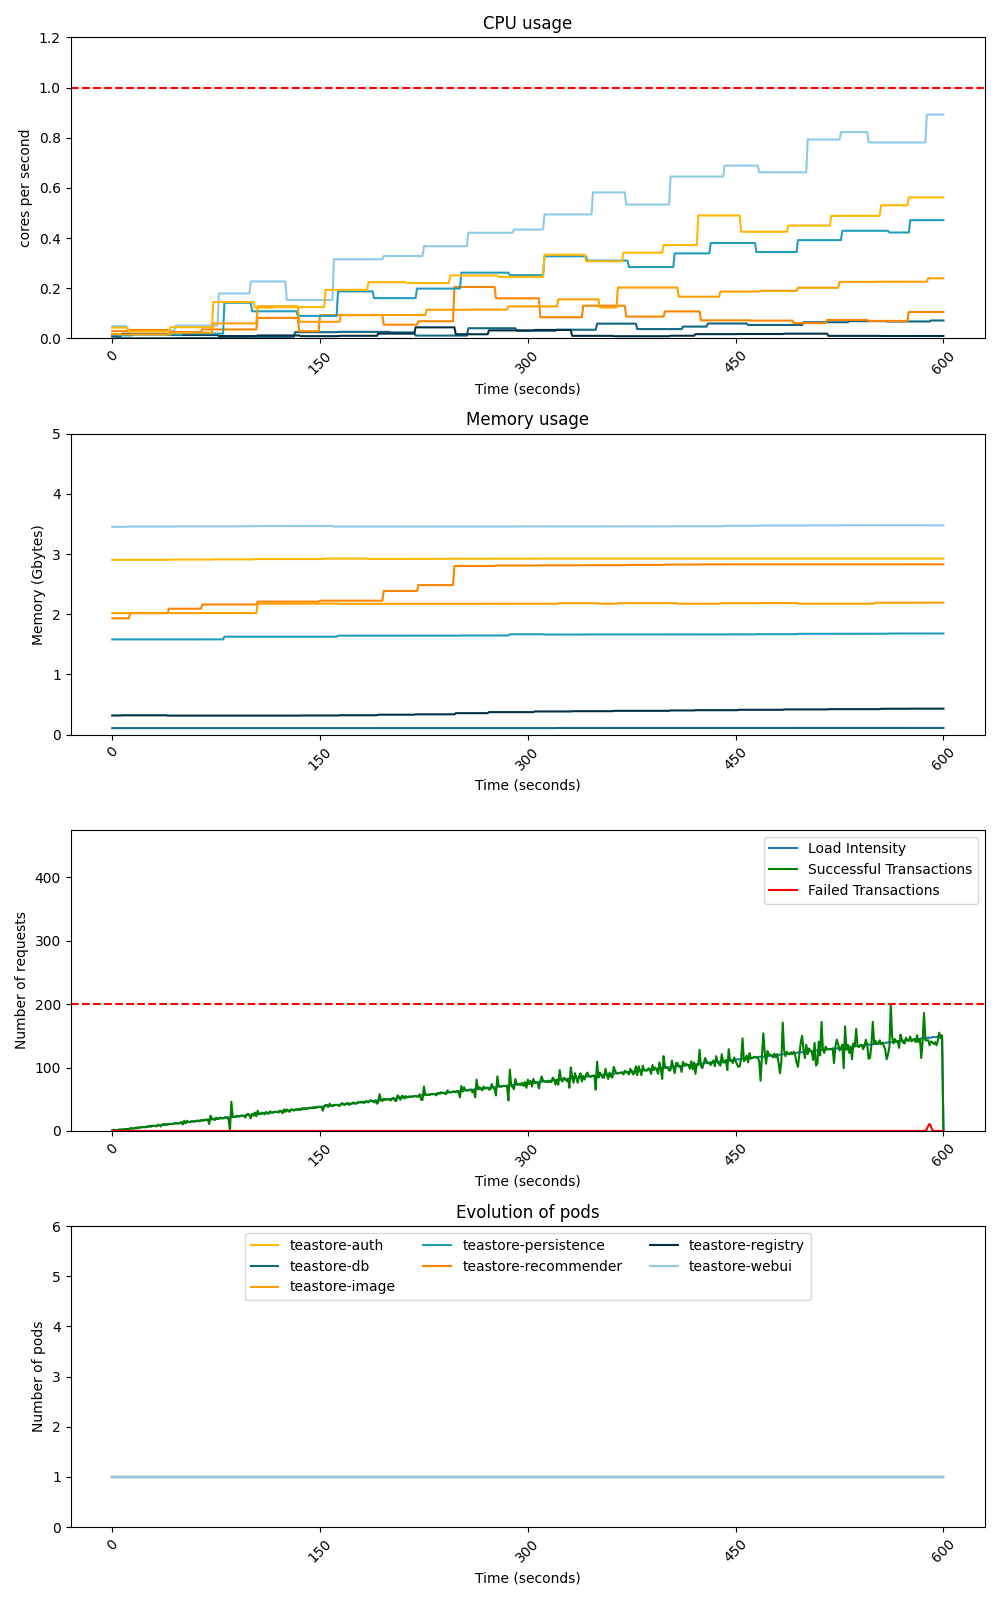 CPU usage
1.2
1.0
0.8
0.6
0.4
0.2
0.0
cores per second
0
150
300
450
600
Time (seconds)
Memory usage
5
4
3
2
1
0
Memory (Gbytes)
0
150
300
450
600
Time (seconds)
Load Intensity
Successful Transactions
Failed Transactions
400
300
200
100
0
Number of requests
0
150
300
450
600
Time (seconds)
Evolution of pods
teastore-auth
teastore-db
teastore-image
teastore-persistence
teastore-recommender
teastore-registry
teastore-webui
6
5
4
3
2
1
0
Number of pods
0
150
300
450
600
Time (seconds)